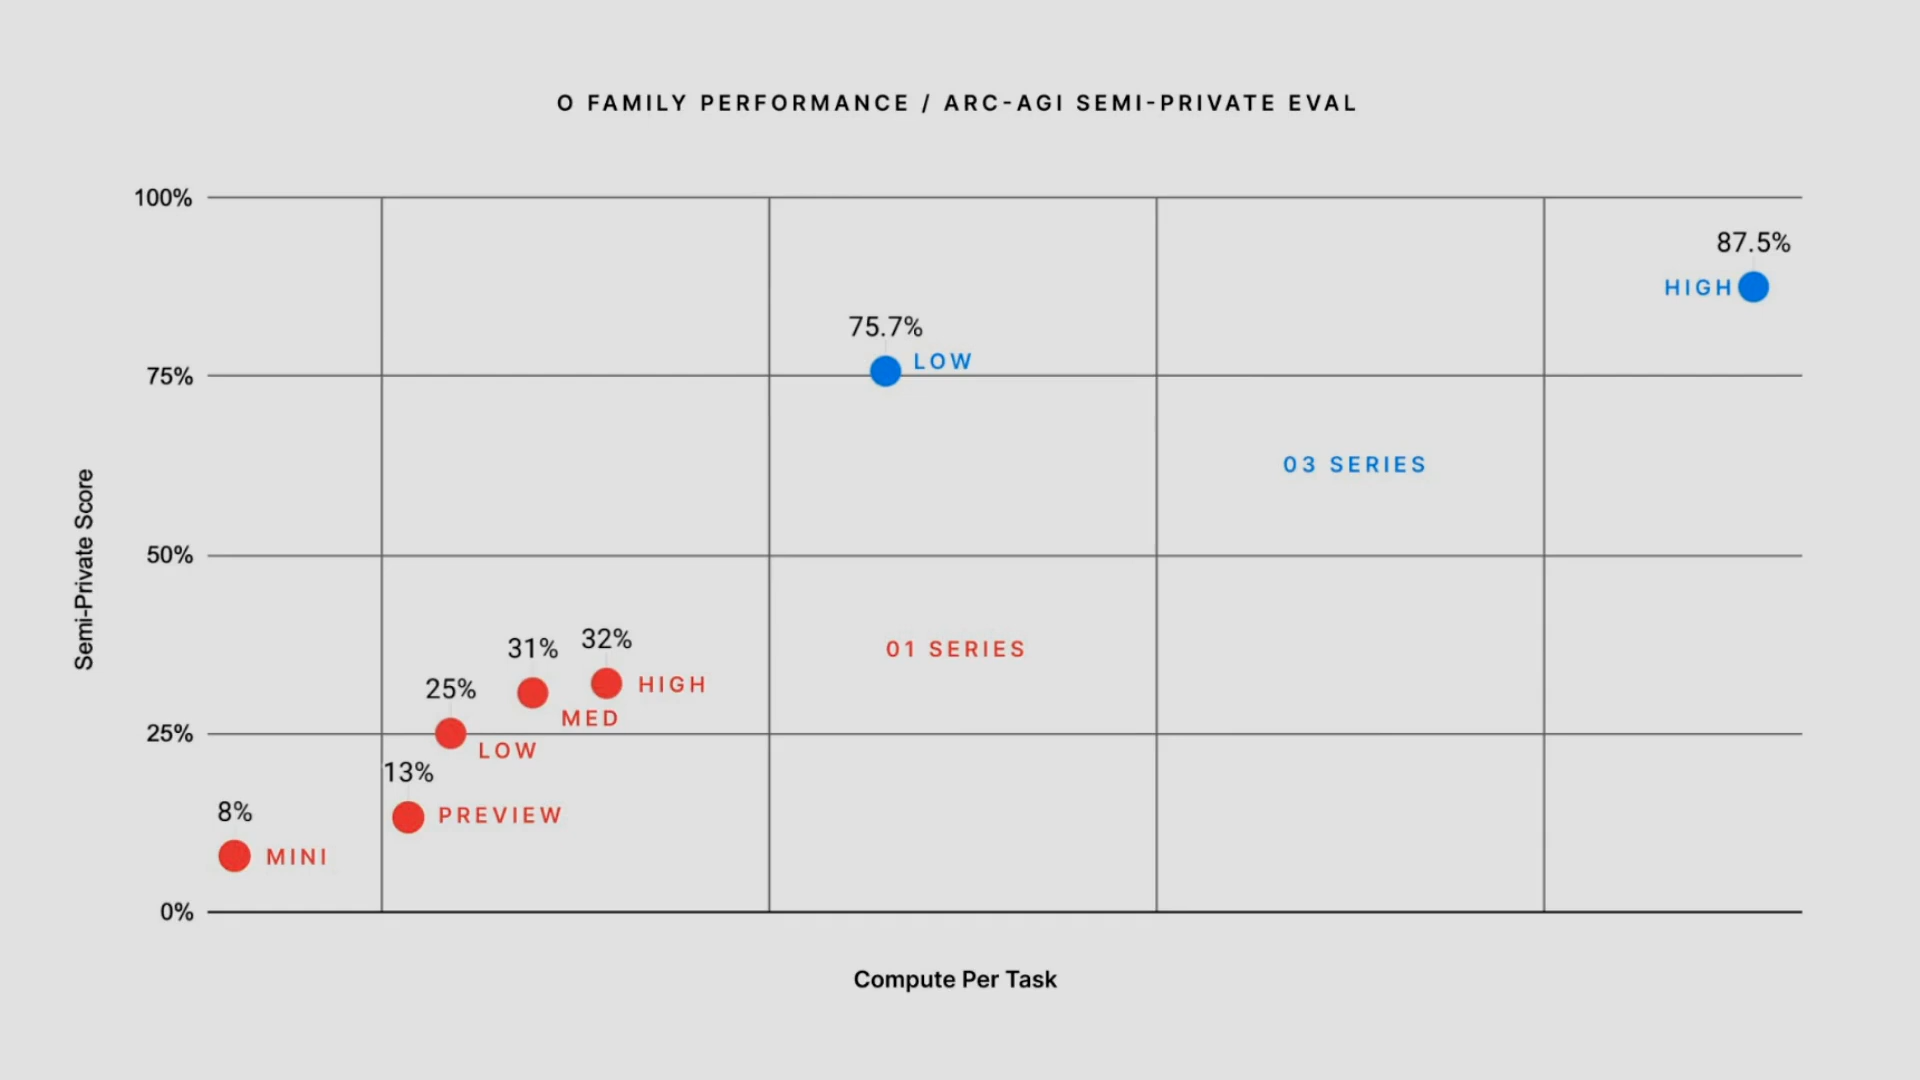 O FAMILY PERFORMANCE / ARC-AGI SEMI-PRIVATE EVAL
100%
87.5%
HIGH
75.7%
LOW
75%
03 SERIES
Semi-Private Score
50%
31%
32%
01 SERIES
25%
HIGH
MED
25%
LOW
13%
8%
PREVIEW
MINI
0%
Compute Per Task